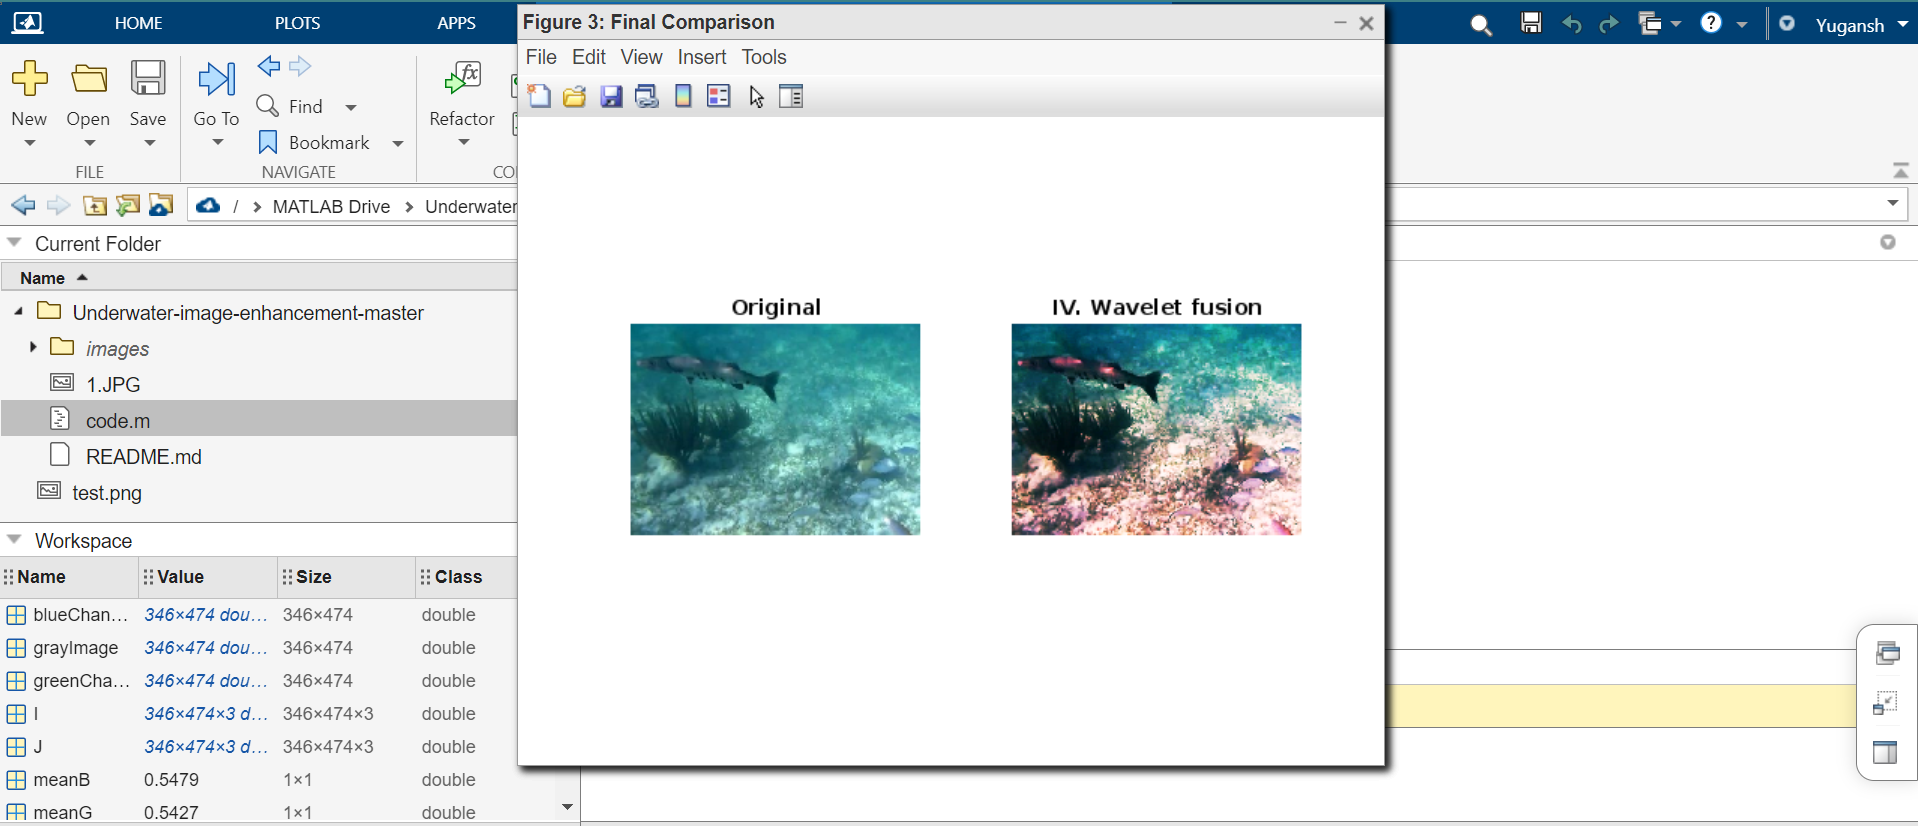 HOME PLOTS APPS
Figure 3: Final Comparison
Yugansh
File Edit View Insert Tools
New Open Save
Go To
Find
Bookmark
Refactor
FILE NAVIGATE CO
/ > MATLAB Drive > Underwater
Current Folder
Name
Underwater-image-enhancement-master
images
1.JPG
code.m
README.md
test.png
Original
IV. Wavelet fusion
Workspace
Name Value Size Class
blueChan... 346×474 dou... 346×474 double
grayImage 346×474 dou... 346×474 double
greenCha... 346×474 dou... 346×474 double
I 346×474×3 d... 346×474×3 double
J 346×474×3 d... 346×474×3 double
meanB 0.5479 1×1 double
meanG 0.5427 1×1 double